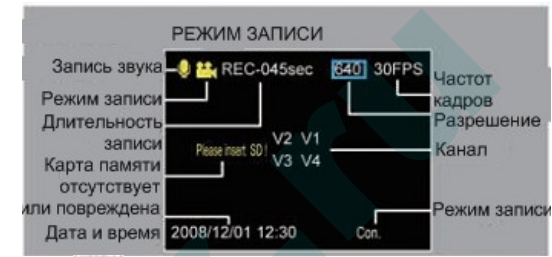 РЕЖИМ ЗАПИСИ
Запись звука
REC-045sec 640 30FPS
Частот
кадров
Режим записи
Разрешение
Длительность
записи
V2 V1
Канал
Please insert SD !
V3 V4
Карта памяти
отсутствует
или повреждена
Режим записи
Дата и время 2008/12/01 12:30 Con.